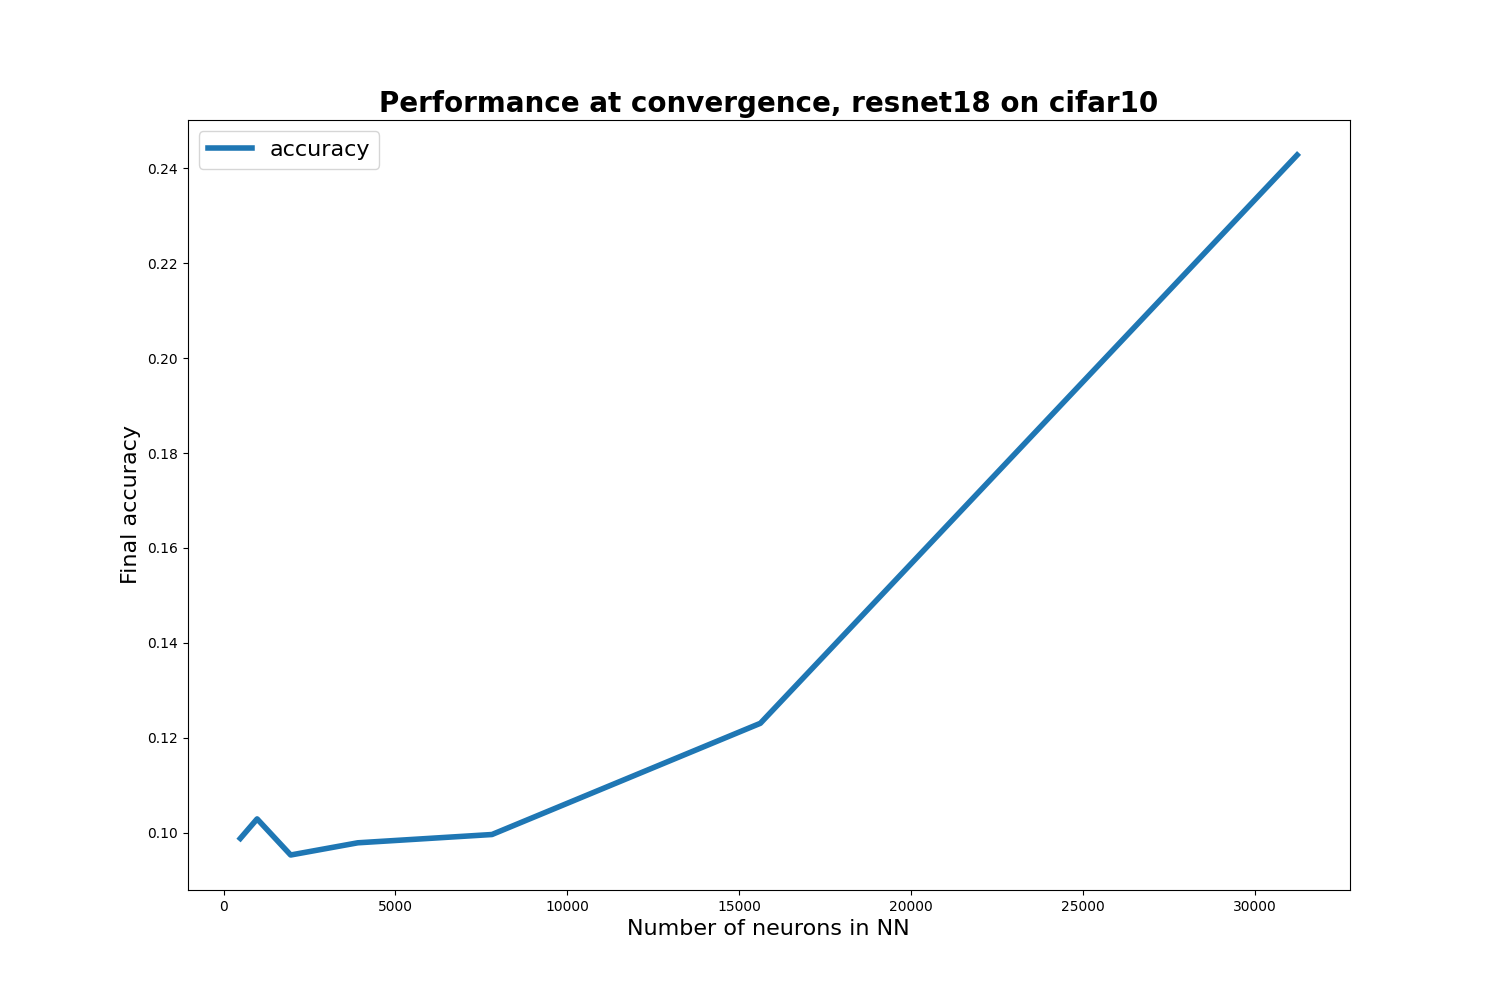 Performance at convergence, resnet18 on cifar10
accuracy
0.24
0.22
0.20
0.18
0.16
0.14
0.12
0.10
Final accuracy
0 5000 10000 15000 20000 25000 30000
Number of neurons in NN